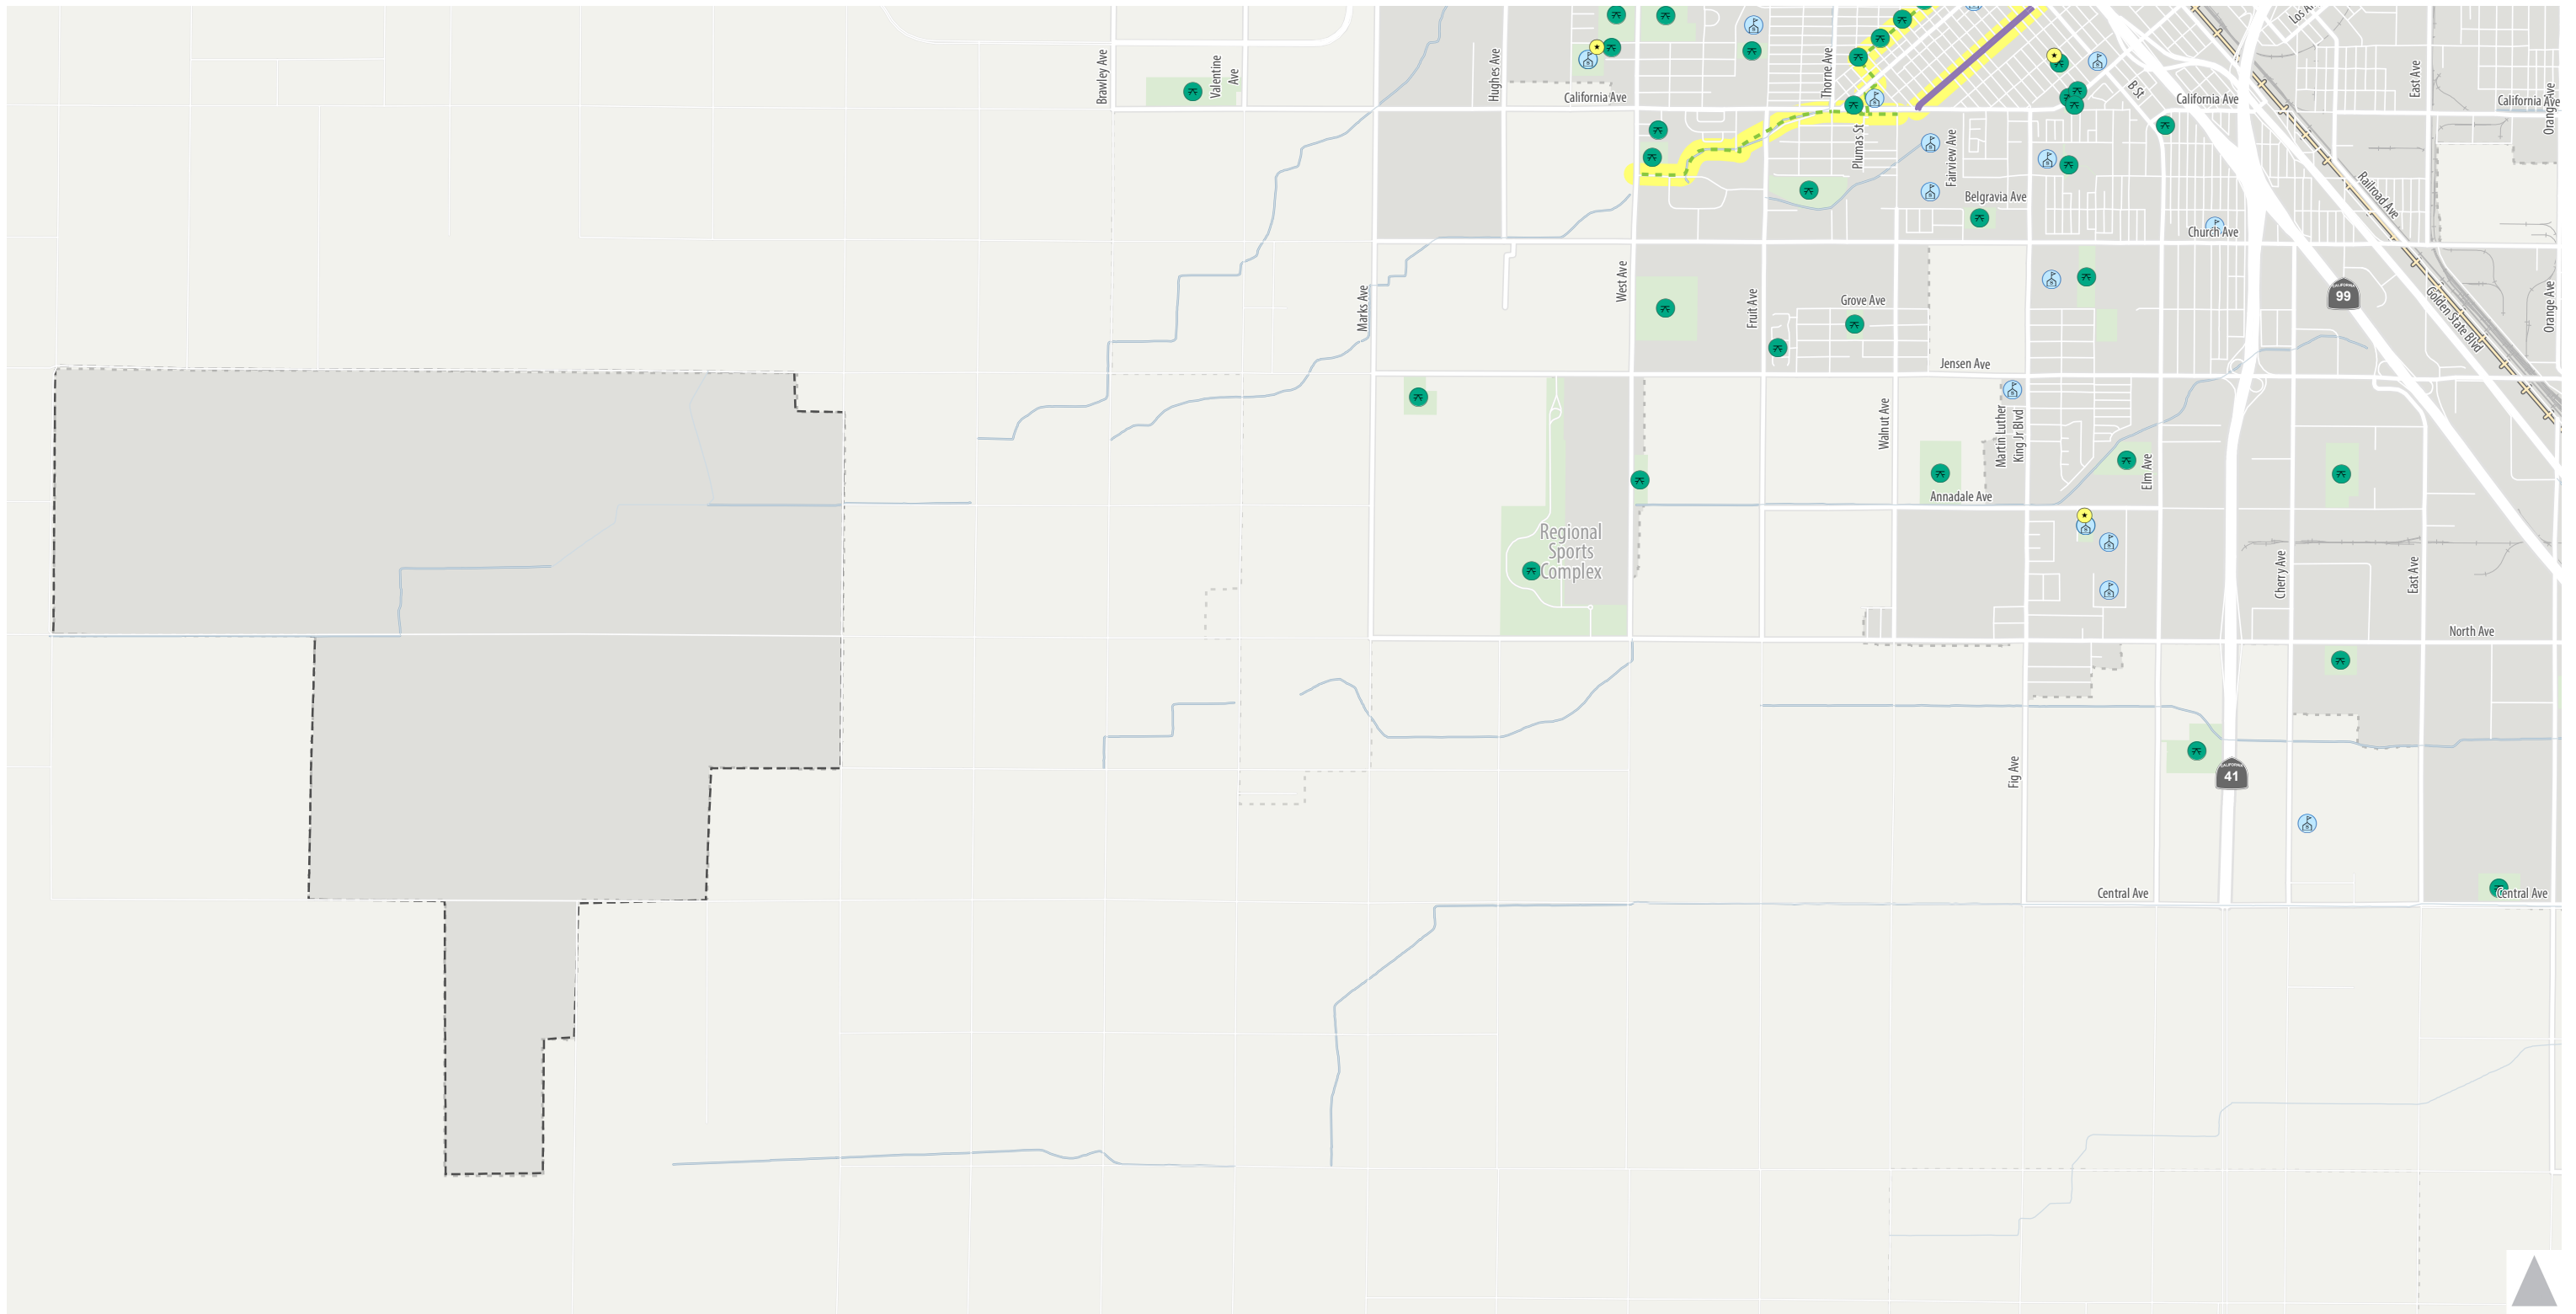 Los A
Brawley Ave
Valentine
Ave
Hughes Ave
California Ave
Thorne Ave
B St
California Ave
East Ave
California Ave
Orange Ave
Plumas St
Fairview Ave
Belgravia Ave
Railroad Ave
Church Ave
Marks Ave
West Ave
Fruit Ave
Grove Ave
CALIFORNIA
99
Golden State Blvd
Orange Ave
Jensen Ave
Walnut Ave
Martin Luther
King Jr Blvd
Elm Ave
Annadale Ave
Regional
Sports
Complex
Cherry Ave
East Ave
North Ave
Fig Ave
CALIFORNIA
41
Central Ave
Central Ave